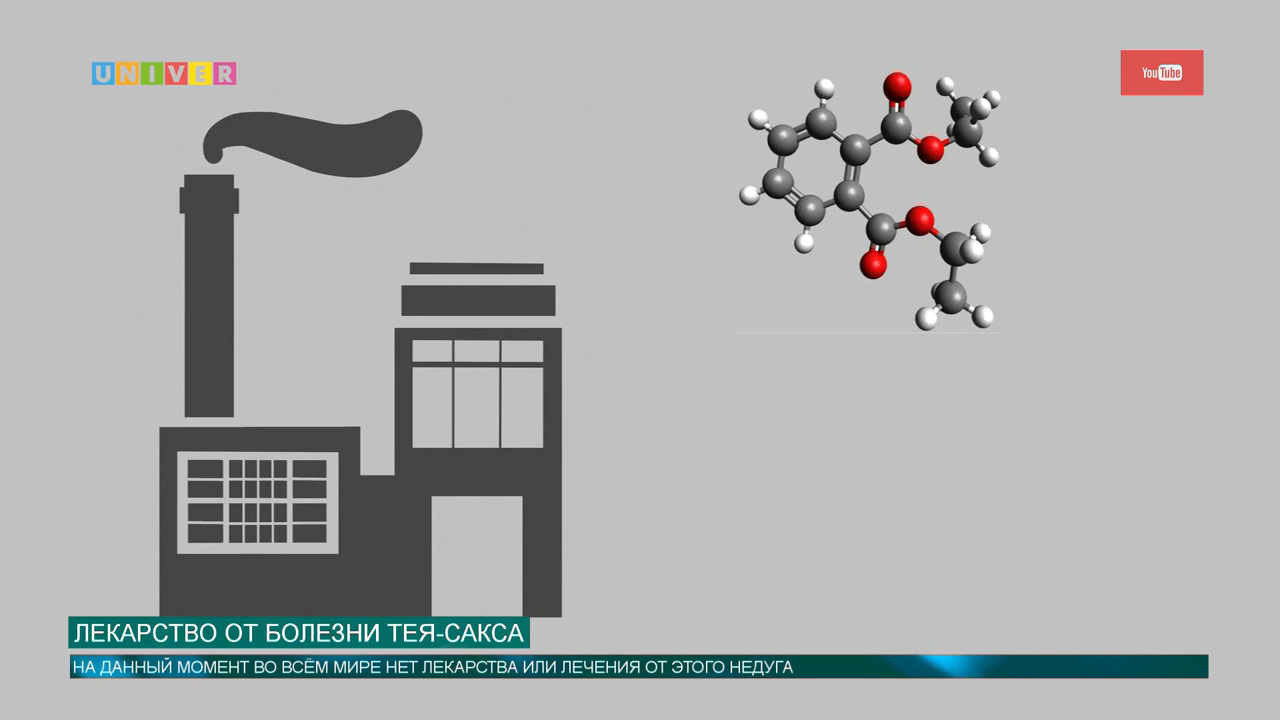 UNIVER
YouTube
ЛЕКАРСТВО ОТ БОЛЕЗНИ ТЕЯ-САКСА
НА ДАННЫЙ МОМЕНТ ВО ВСЁМ МИРЕ НЕТ ЛЕКАРСТВА ИЛИ ЛЕЧЕНИЯ ОТ ЭТОГО НЕДУГА